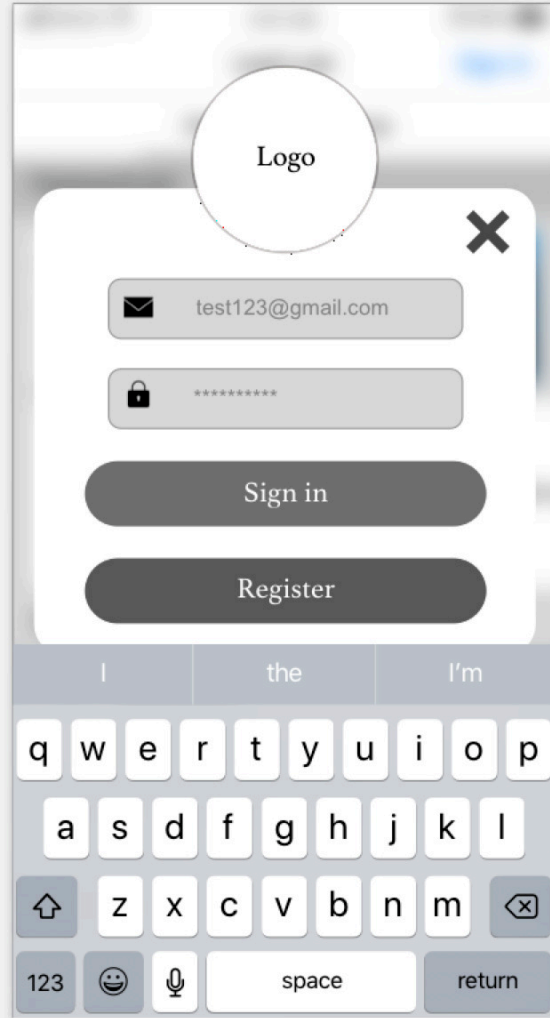 Logo
test123@gmail.com
**********
Sign in
Register
I the I'm
q w e r t y u i o p
a s d f g h j k l
z x c v b n m
123 space return